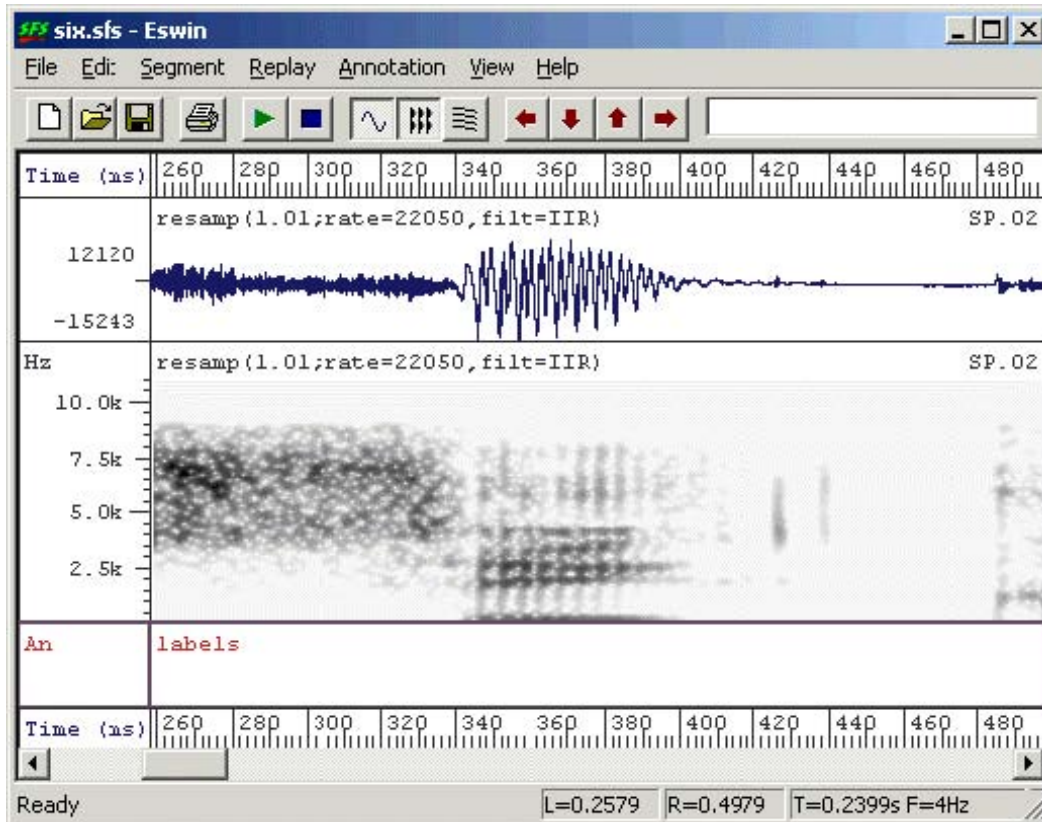 SFS six.sfs - Eswin
File Edit Segment Replay Annotation View Help
Time (ms) 260 280 300 320 340 360 380 400 420 440 460 480
resamp(1.01;rate=22050,filt=IIR) SP.02
12120
-15243
Hz resamp(1.01;rate=22050,filt=IIR) SP.02
10.0k
7.5k
5.0k
2.5k
An labels
Time (ms) 260 280 300 320 340 360 380 400 420 440 460 480
Ready L=0.2579 R=0.4979 T=0.2399s F=4Hz